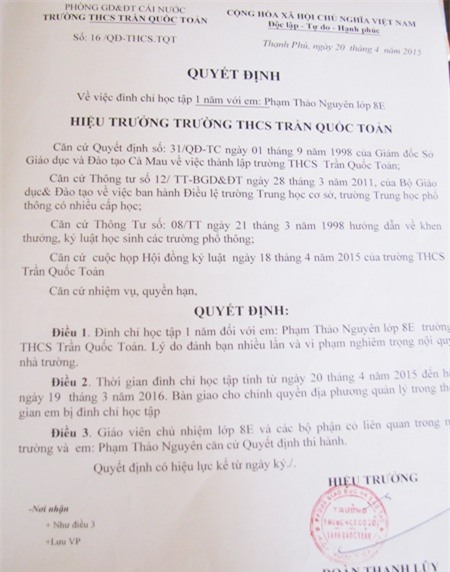 PHÒNG GD&ĐT CÁI NƯỚC
TRƯỜNG THCS TRẦN QUỐC TOẢN
Số: 16 /QĐ-THCS.TQT
CỘNG HÒA XÃ HỘI CHỦ NGHĨA VIỆT NAM
Độc lập - Tự do - Hạnh phúc
Thạnh Phú, ngày 20 tháng 4 năm 2015
QUYẾT ĐỊNH
Về việc đình chỉ học tập 1 năm với em: Phạm Thảo Nguyên lớp 8E
HIỆU TRƯỞNG TRƯỜNG THCS TRẦN QUỐC TOẢN
Căn cứ Quyết định số: 31/QĐ-TC ngày 01 tháng 9 năm 1998 của Giám đốc Sở
Giáo dục và Đào tạo Cà Mau về việc thành lập trường THCS Trần Quốc Toản;
Căn cứ Thông tư số 12/ TT-BGD&ĐT ngày 28 tháng 3 năm 2011, của Bộ Giáo
dục& Đào tạo về việc ban hành Điều lệ trường Trung học cơ sở, trường Trung học phổ
thông có nhiều cấp học;
Căn cứ Thông Tư số: 08/TT ngày 21 tháng 3 năm 1998 hướng dẫn về khen
thưởng, kỷ luật học sinh các trường phổ thông;
Căn cứ cuộc họp Hội đồng kỷ luật ngày 18 tháng 4 năm 2015 của trường THCS
Trần Quốc Toản
Căn cứ nhiệm vụ, quyền hạn,
QUYẾT ĐỊNH:
Điều 1. Đình chỉ học tập 1 năm đối với em: Phạm Thảo Nguyên lớp 8E trường
THCS Trần Quốc Toản. Lý do đánh bạn nhiều lần và vi phạm nghiêm trọng nội quy
nhà trường.
Điều 2. Thời gian đình chỉ học tập tính từ ngày 20 tháng 4 năm 2015 đến hế
ngày 19 tháng 3 năm 2016. Bàn giao cho chính quyền địa phương quản lý trong thờ
gian em bị đình chỉ học tập
Điều 3. Giáo viên chủ nhiệm lớp 8E và các bộ phận có liên quan trong n
trường và em: Phạm Thảo Nguyên căn cứ Quyết định thi hành.
Quyết định có hiệu lực kể từ ngày ký./.
HIỆU TRƯỞNG
-Nơi nhận
+ Như điều 3
+Lưu VP
TRƯỜNG
TRUNG HỌC CƠ SỞ
TRẦN QUỐC TOẢN
ĐOÀN THANH LŨY